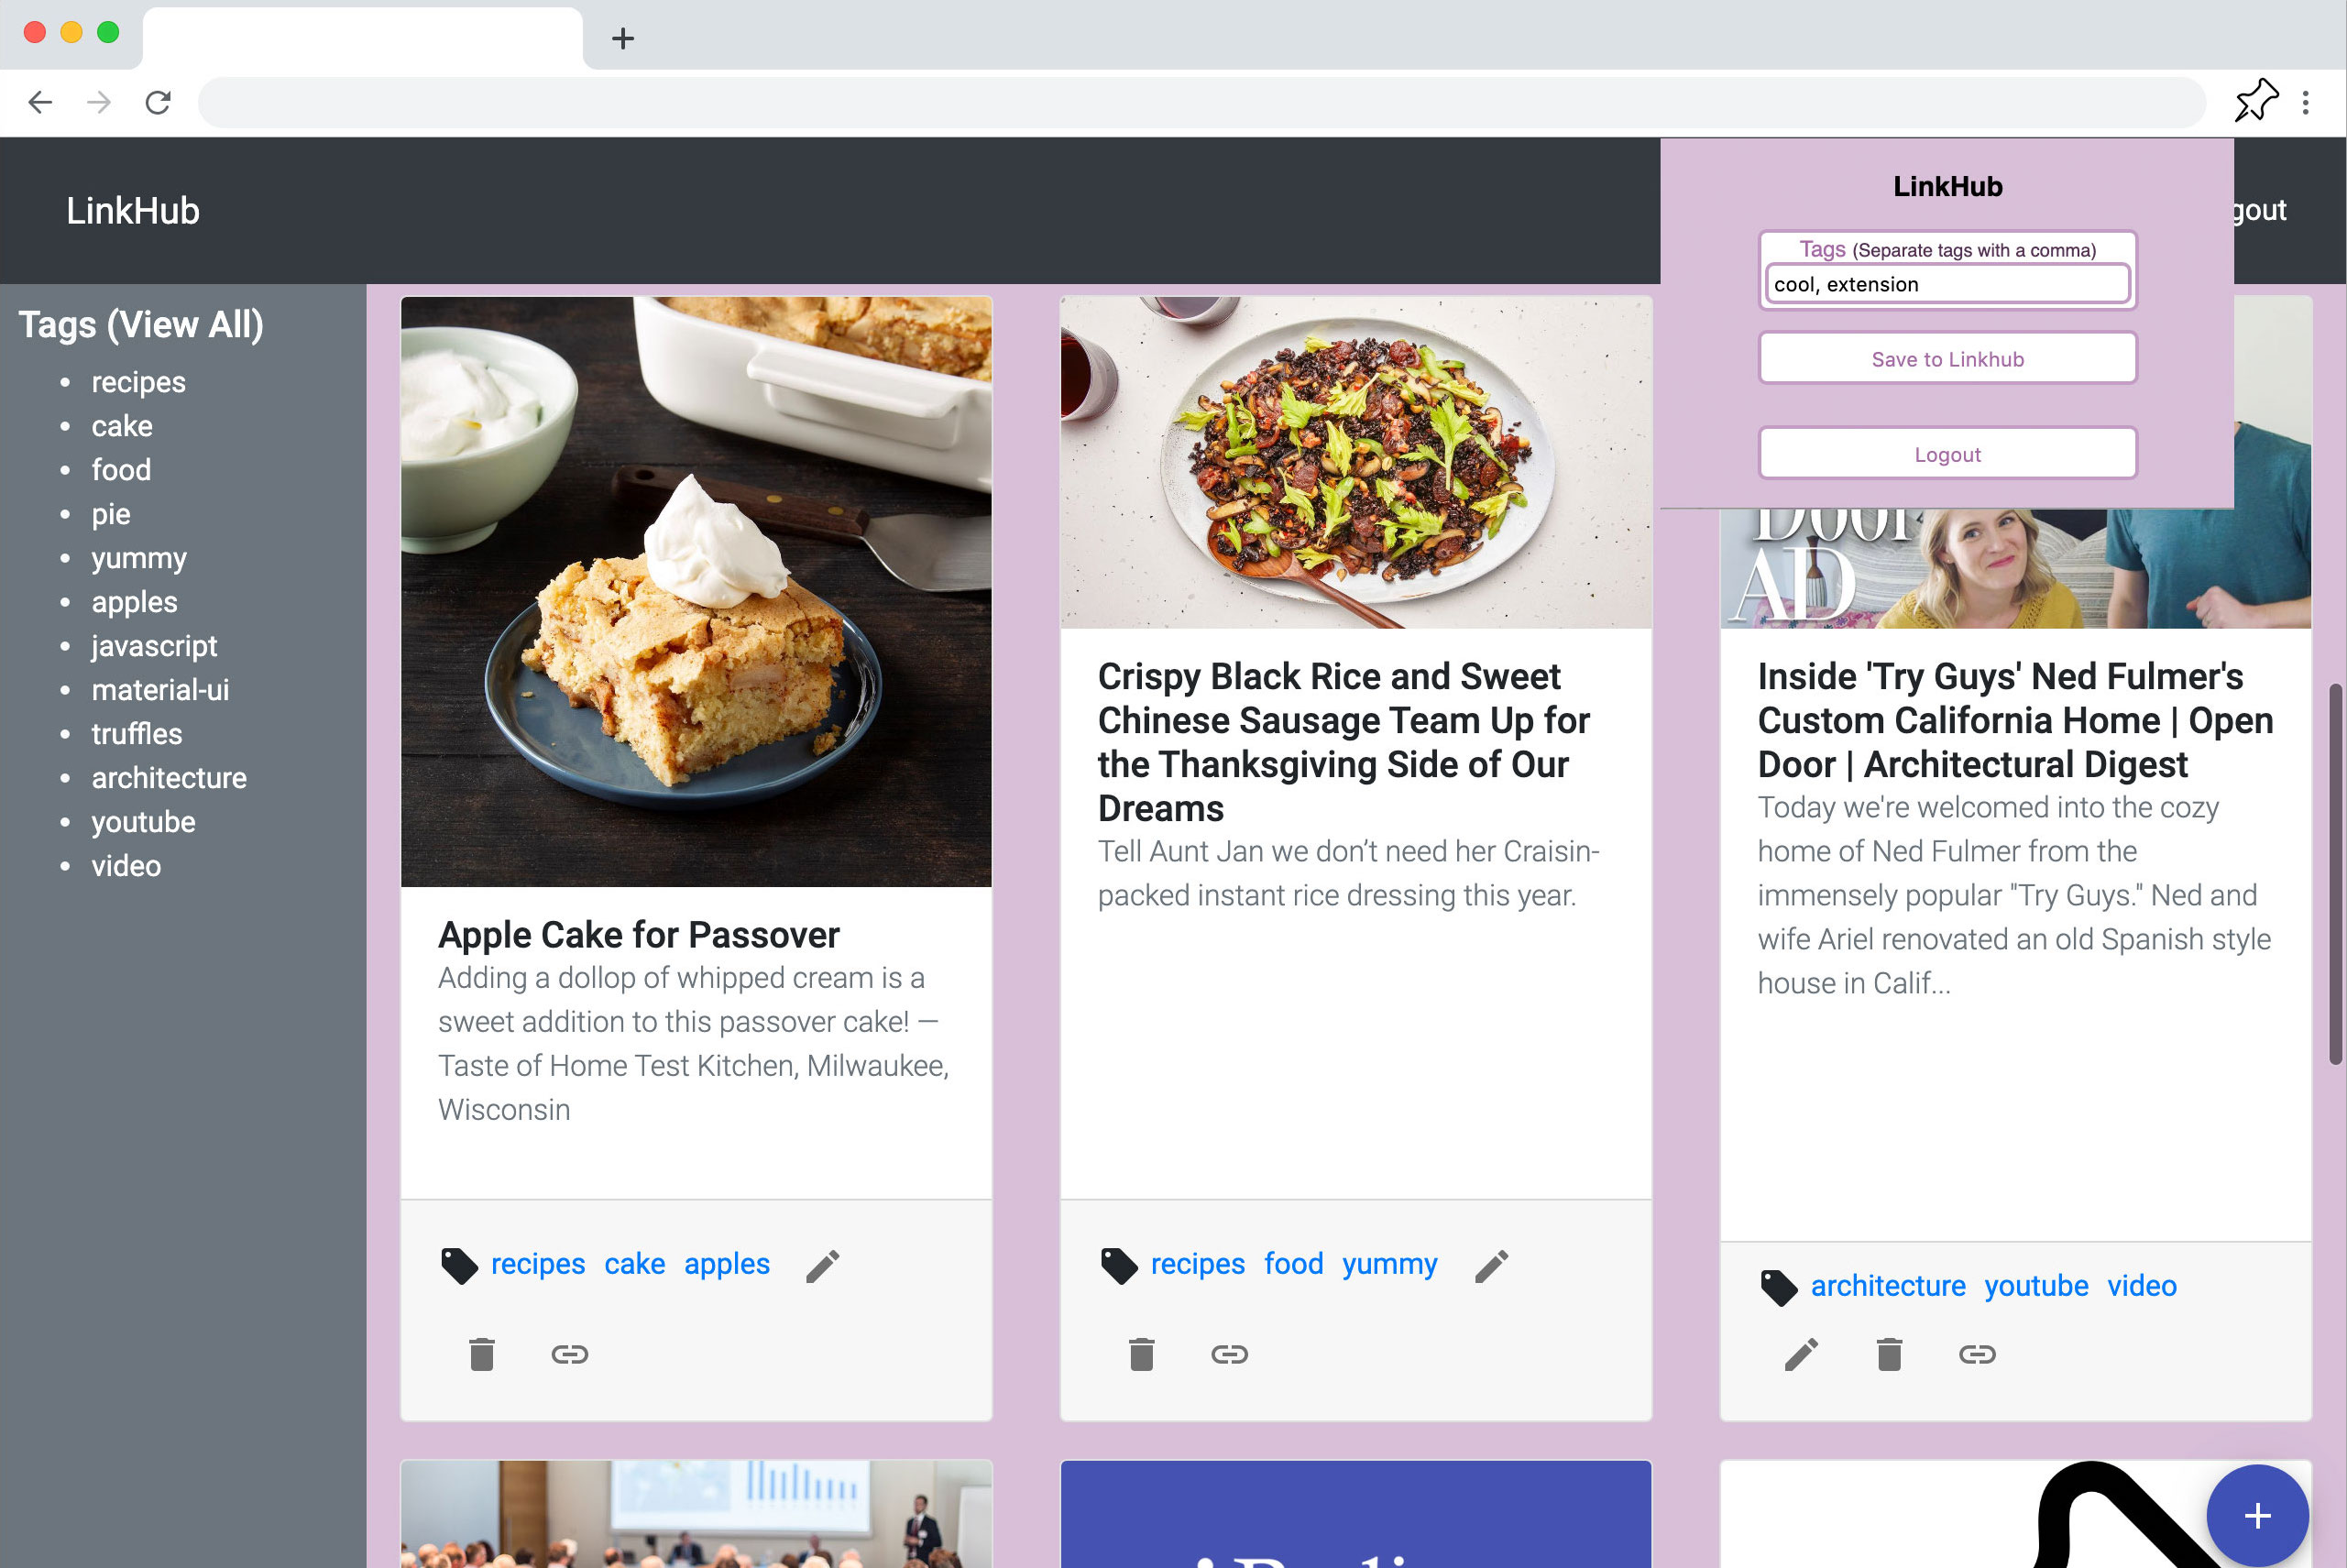 LinkHub
gout
LinkHub
Tags (Separate tags with a comma)
cool, extension
Save to Linkhub
Logout
Tags (View All)
recipes
cake
food
pie
yummy
apples
javascript
material-ui
truffles
architecture
youtube
video
Apple Cake for Passover
Adding a dollop of whipped cream is a
sweet addition to this passover cake! —
Taste of Home Test Kitchen, Milwaukee,
Wisconsin
recipes cake apples
Crispy Black Rice and Sweet
Chinese Sausage Team Up for
the Thanksgiving Side of Our
Dreams
Tell Aunt Jan we don’t need her Craisin-
packed instant rice dressing this year.
recipes food yummy
Door
AD
Inside 'Try Guys' Ned Fulmer's
Custom California Home | Open
Door | Architectural Digest
Today we're welcomed into the cozy
home of Ned Fulmer from the
immensely popular "Try Guys." Ned and
wife Ariel renovated an old Spanish style
house in Calif...
architecture youtube video